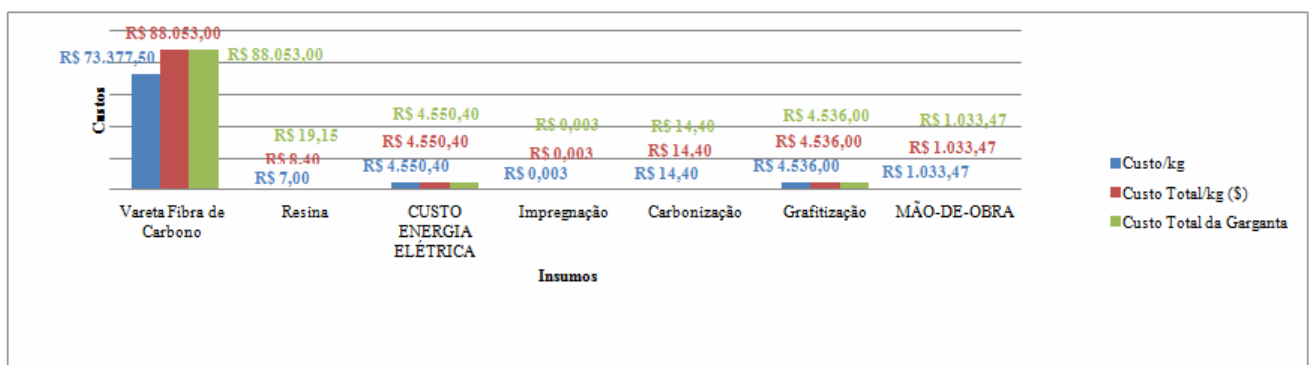 R$ 88.053,00
R$ 73.377,50
R$ 88.053,00
Custos
R$ 19,15
R$ 8,40
R$ 7,00
R$ 4.550,40
R$ 4.550,40
R$ 4.550,40
R$ 0,003
R$ 0,003
R$ 0,003
R$ 14,40
R$ 14,40
R$ 14,40
R$ 4.536,00
R$ 4.536,00
R$ 4.536,00
R$ 1.033,47
R$ 1.033,47
R$ 1.033,47
Vareta Fibra de
Carbono
Resina
CUSTO
ENERGIA
ELÉTRICA
Impregnação
Carbonização
Grafitização
MÃO-DE-OBRA
Insumos
Custo/kg
Custo Total/kg ($)
Custo Total da Garganta